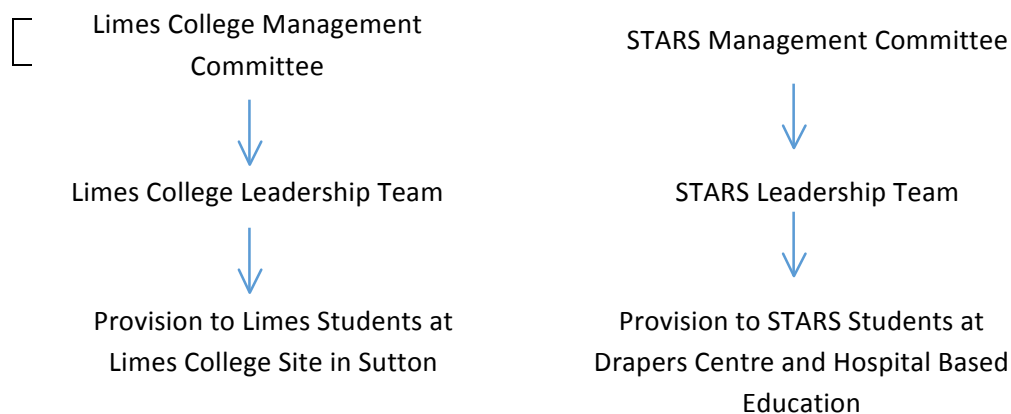 Limes College Management
Committee
Limes College Leadership Team
Provision to Limes Students at
Limes College Site in Sutton
STARS Management Committee
STARS Leadership Team
Provision to STARS Students at
Drapers Centre and Hospital Based
Education